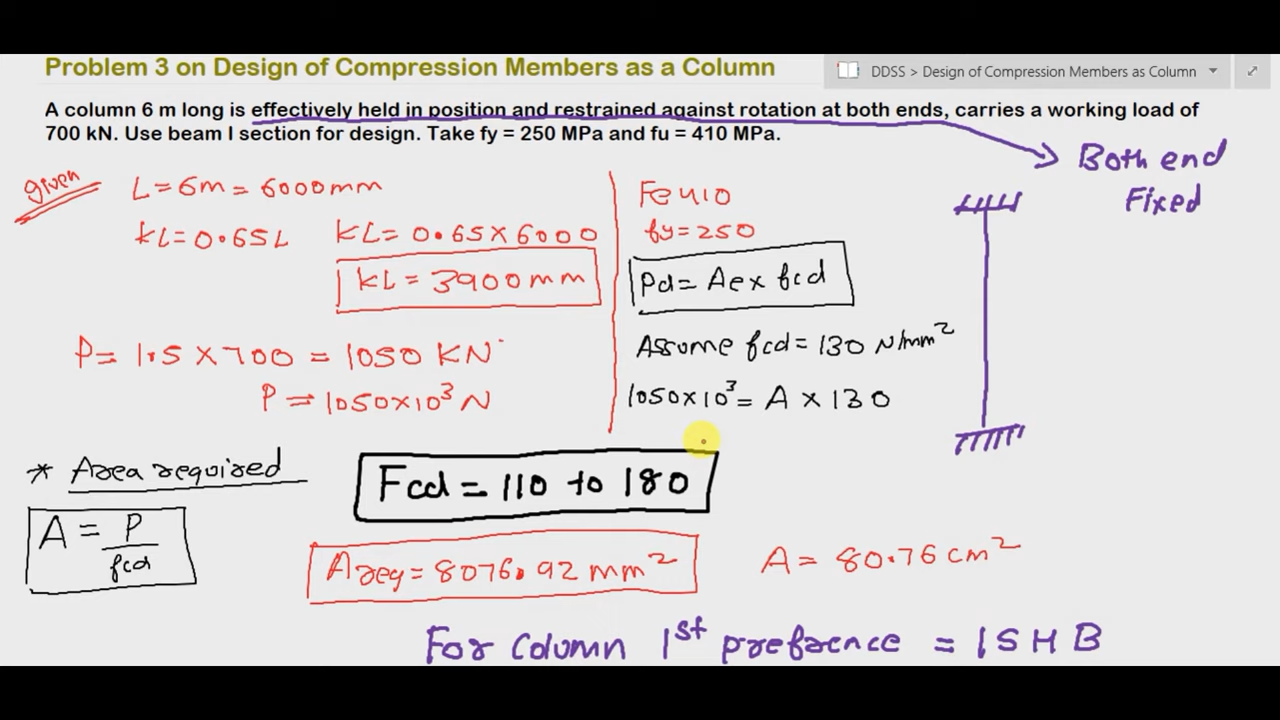 Problem 3 on Design of Compression Members as a Column
DDSS > Design of Compression Members as Column
A column 6 m long is effectively held in position and restrained against rotation at both ends, carries a working load of
700 kN. Use beam I section for design. Take fy = 250 MPa and fu = 410 MPa.
Both end
Fixed
given
L = 6m = 6000mm
KL = 0.65L
KL = 0.65 × 6000
KL = 3900mm
P = 1.5 × 700 = 1050 KN
P = 1050×10³ N
Fe 410
fy = 250
Pd = Ae × fcd
Assume fcd = 130 N/mm²
1050×10³ = A × 130
* Area required
A = P/fcd
Fcd = 110 to 180
Areq = 8076.92 mm²
A = 80.76 cm²
For Column 1st prefrence = ISHB